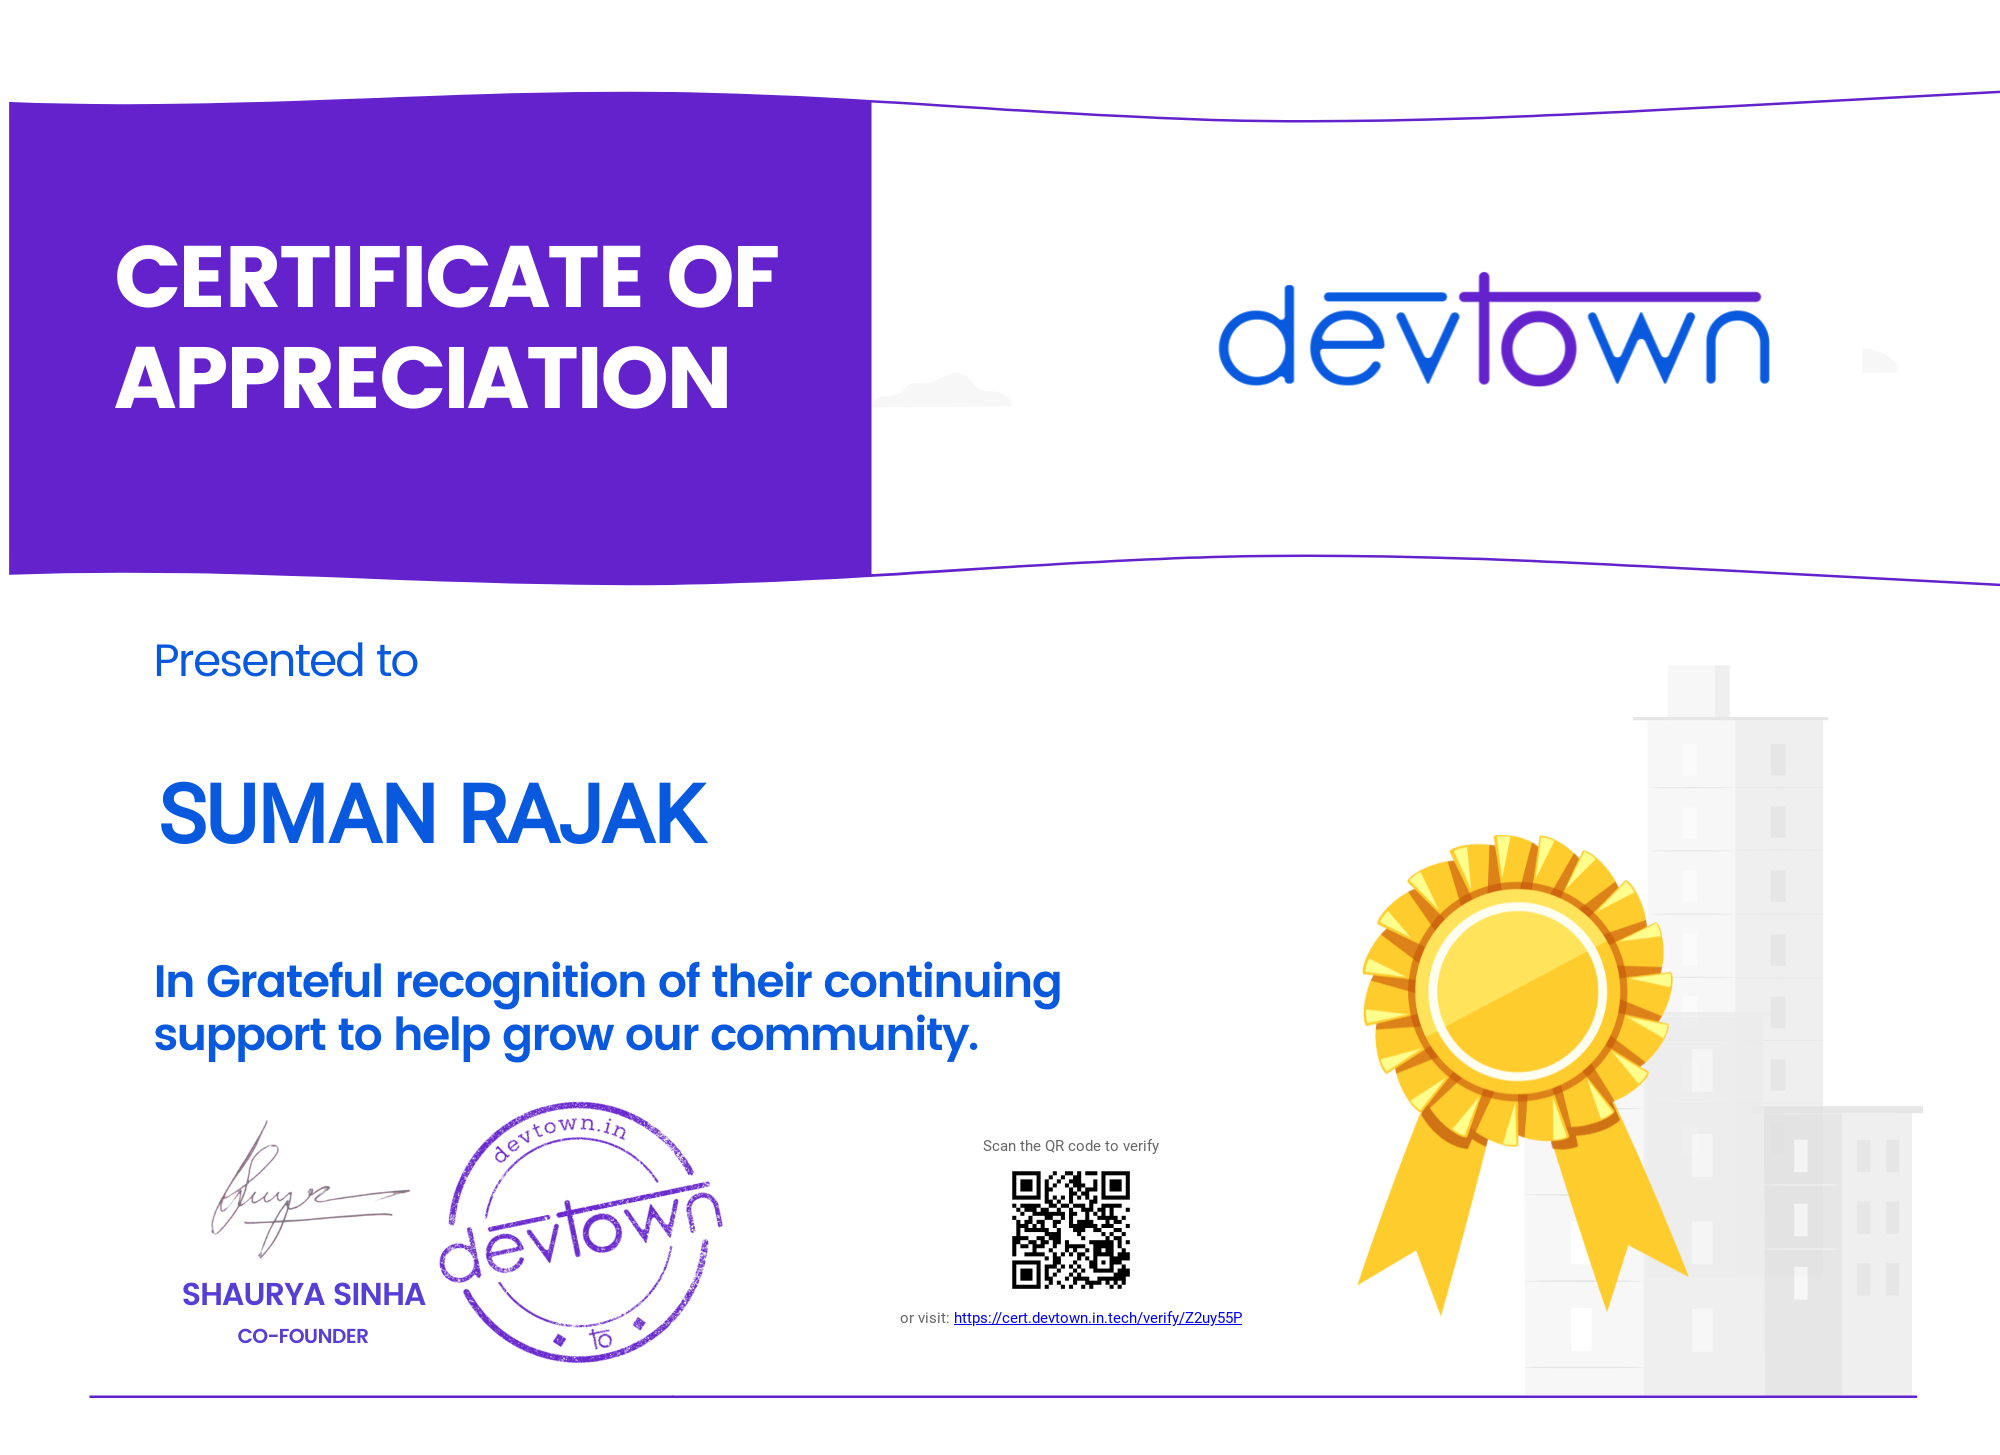 CERTIFICATE OF
APPRECIATION
devtown
Presented to
SUMAN RAJAK
In Grateful recognition of their continuing
support to help grow our community.
devtown.in
devtown
to
SHAURYA SINHA
CO-FOUNDER
Scan the QR code to verify
or visit: https://cert.devtown.in.tech/verify/Z2uy55P